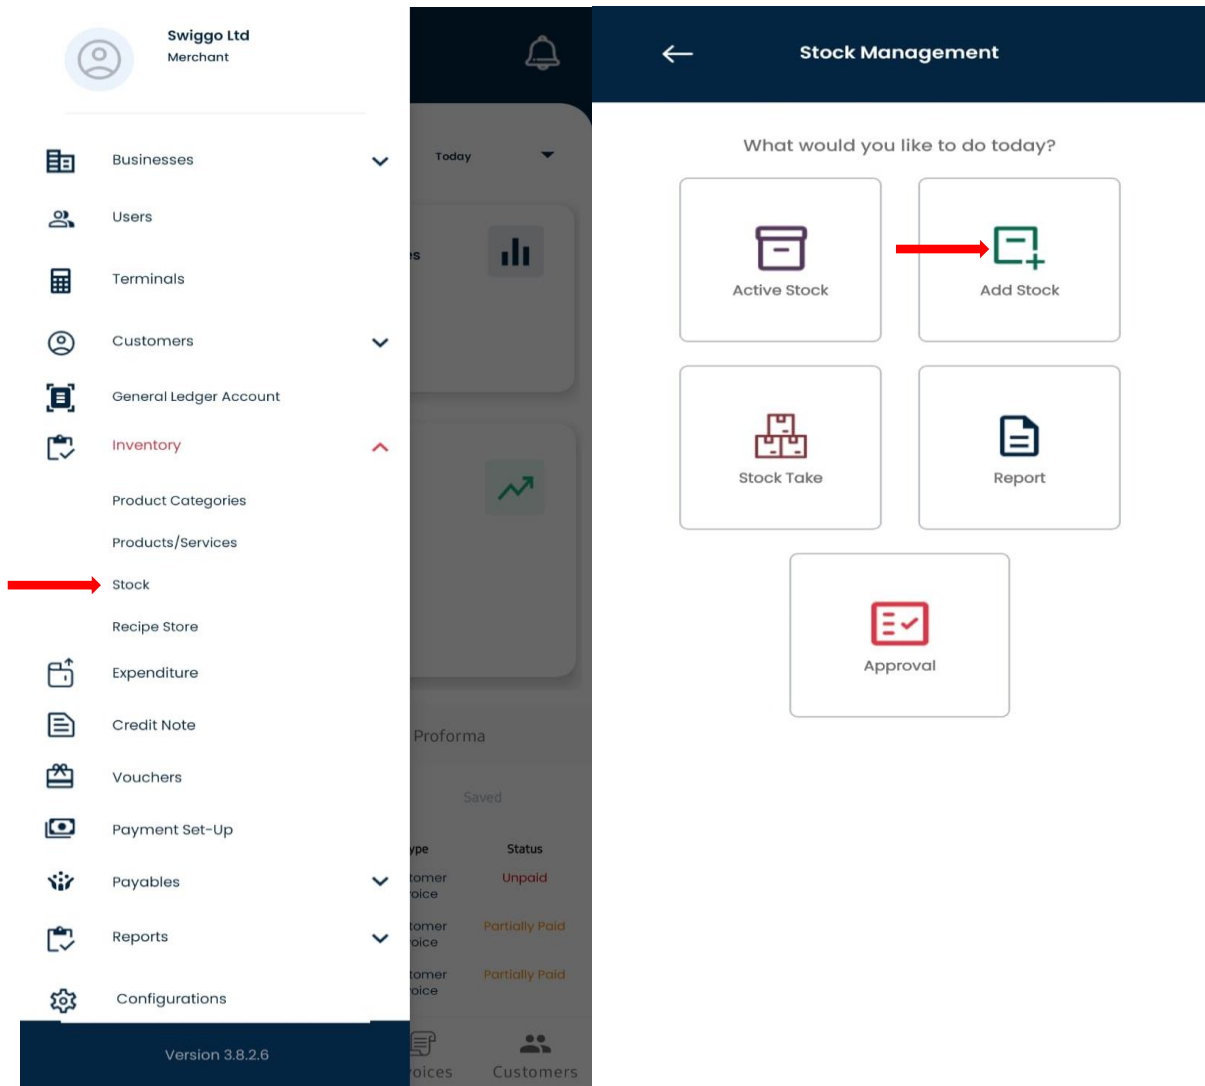 Swiggo Ltd
Merchant
Businesses
Users
Terminals
Customers
General Ledger Account
Inventory
Product Categories
Products/Services
Stock
Recipe Store
Expenditure
Credit Note
Vouchers
Payment Set-Up
Payables
Reports
Configurations
Version 3.8.2.6
Today
Proforma
Saved
Status
Unpaid
Partially Paid
Partially Paid
Customers
Stock Management
What would you like to do today?
Active Stock
Add Stock
Stock Take
Report
Approval